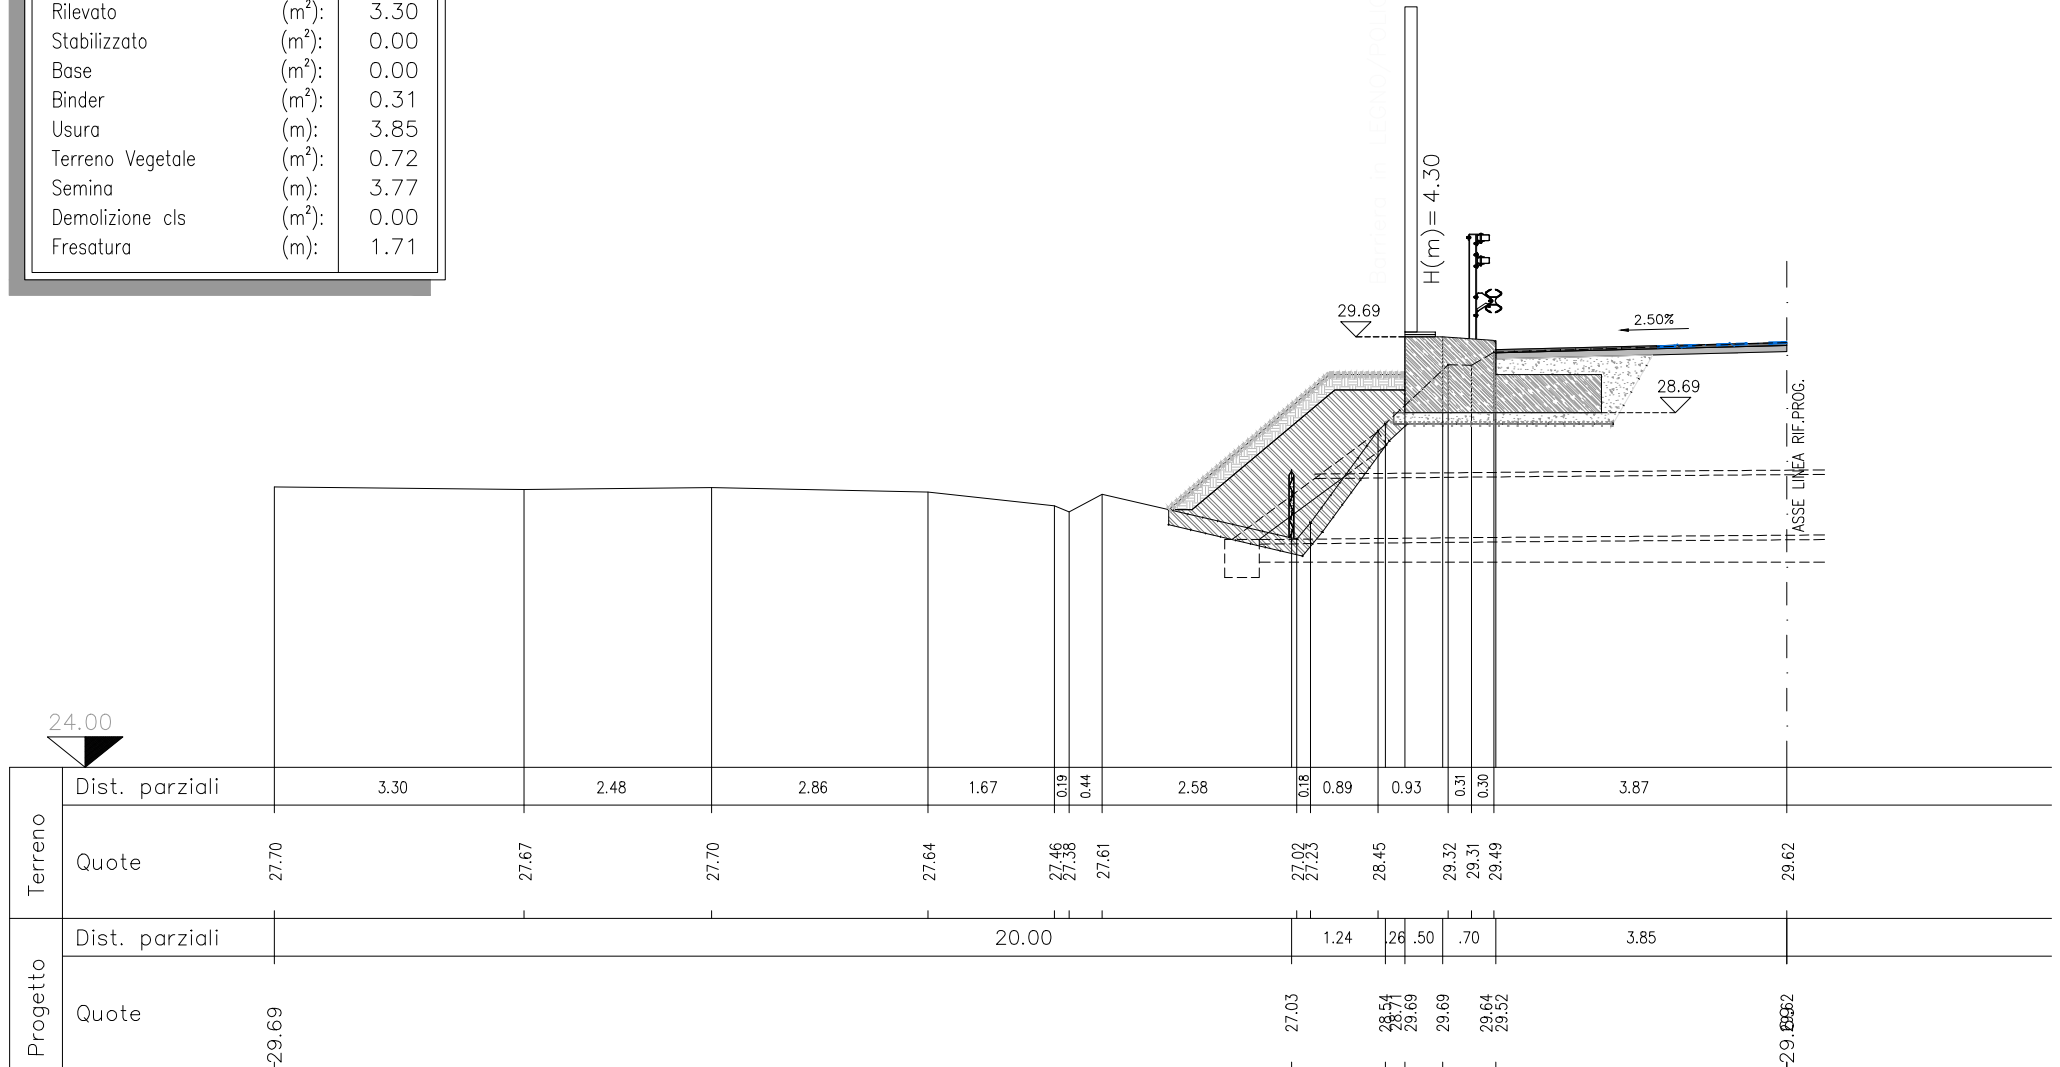 Rilevato (m²): 3.30
Stabilizzato (m²): 0.00
Base (m²): 0.00
Binder (m²): 0.31
Usura (m): 3.85
Terreno Vegetale (m²): 0.72
Semina (m): 3.77
Demolizione cls (m²): 0.00
Fresatura (m): 1.71
H(m)= 4.30
29.69
2.50%
28.69
ASSE LINEA RIF.PROG.
24.00
Terreno
Dist. parziali 3.30 2.48 2.86 1.67 0.19 0.44 2.58 0.18 0.89 0.93 0.31 0.30 3.87
Quote 27.70 27.67 27.70 27.64 27.46 27.38 27.61 27.02 27.23 28.45 29.32 29.31 29.49 29.62
Progetto
Dist. parziali 20.00 1.24 .26 .50 .70 3.85
Quote 29.69 27.03 28.54 28.71 29.69 29.69 29.64 29.52